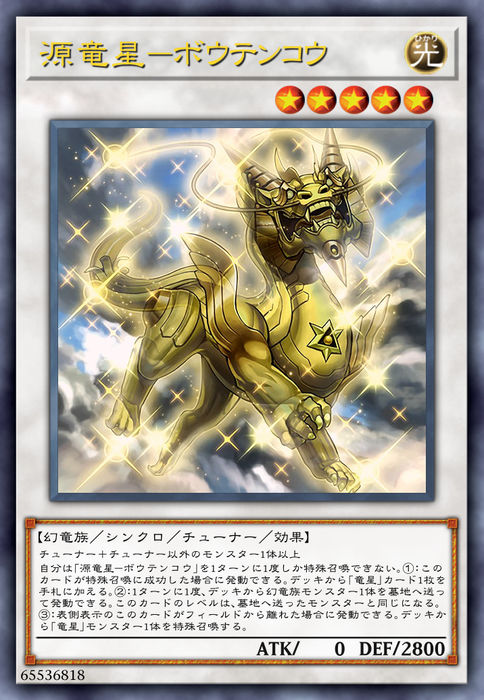 源竜星－ボウテンコウ
ひかり
光
【幻竜族／シンクロ／チューナー／効果】
チューナー＋チューナー以外のモンスター1体以上
自分は「源竜星－ボウテンコウ」を1ターンに1度しか特殊召喚できない。①：この
カードが特殊召喚に成功した場合に発動できる。デッキから「竜星」カード1枚を
手札に加える。②：1ターンに1度、デッキから幻竜族モンスター1体を墓地へ送っ
て発動できる。このカードのレベルは、墓地へ送ったモンスターと同じになる。
③：表側表示のこのカードがフィールドから離れた場合に発動できる。デッキか
ら「竜星」モンスター1体を特殊召喚する。
ATK/ 0 DEF/2800
65536818